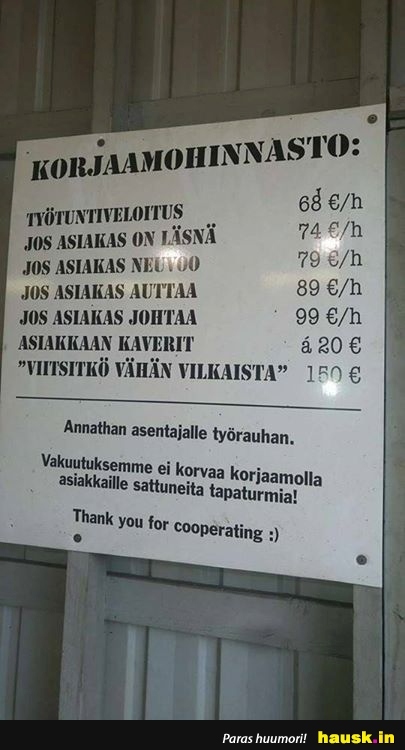 KORJAAMOHINNASTO:
TYÖTUNTIVELOITUS 68 €/h
JOS ASIAKAS ON LÄSNÄ 74 €/h
JOS ASIAKAS NEUVOO 79 €/h
JOS ASIAKAS AUTTAA 89 €/h
JOS ASIAKAS JOHTAA 99 €/h
ASIAKKAAN KAVERIT á 20 €
"VIITSITKÖ VÄHÄN VILKAISTA" 150 €
Annathan asentajalle työrauhan.
Vakuutuksemme ei korvaa korjaamolla
asiakkaille sattuneita tapaturmia!
Thank you for cooperating :)
Paras huumori! hausk.in